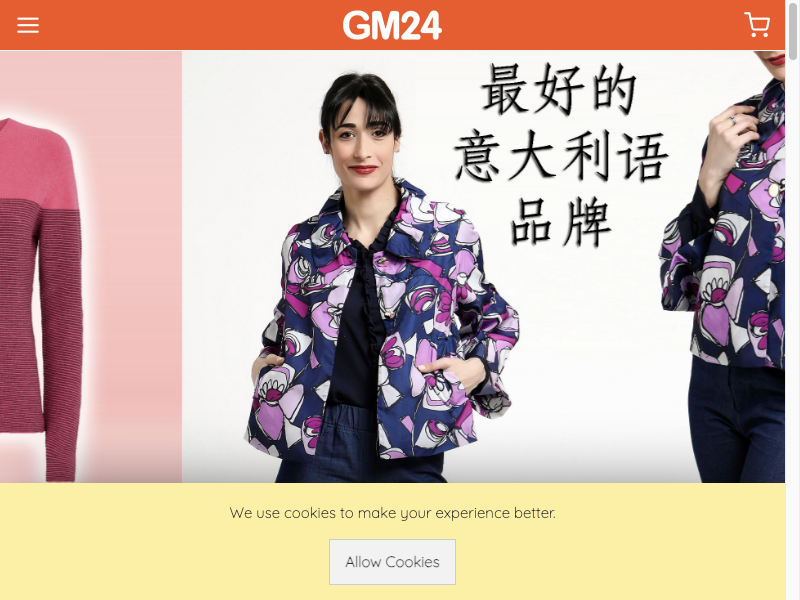 GM24
最好的
意大利语
品牌
We use cookies to make your experience better.
Allow Cookies